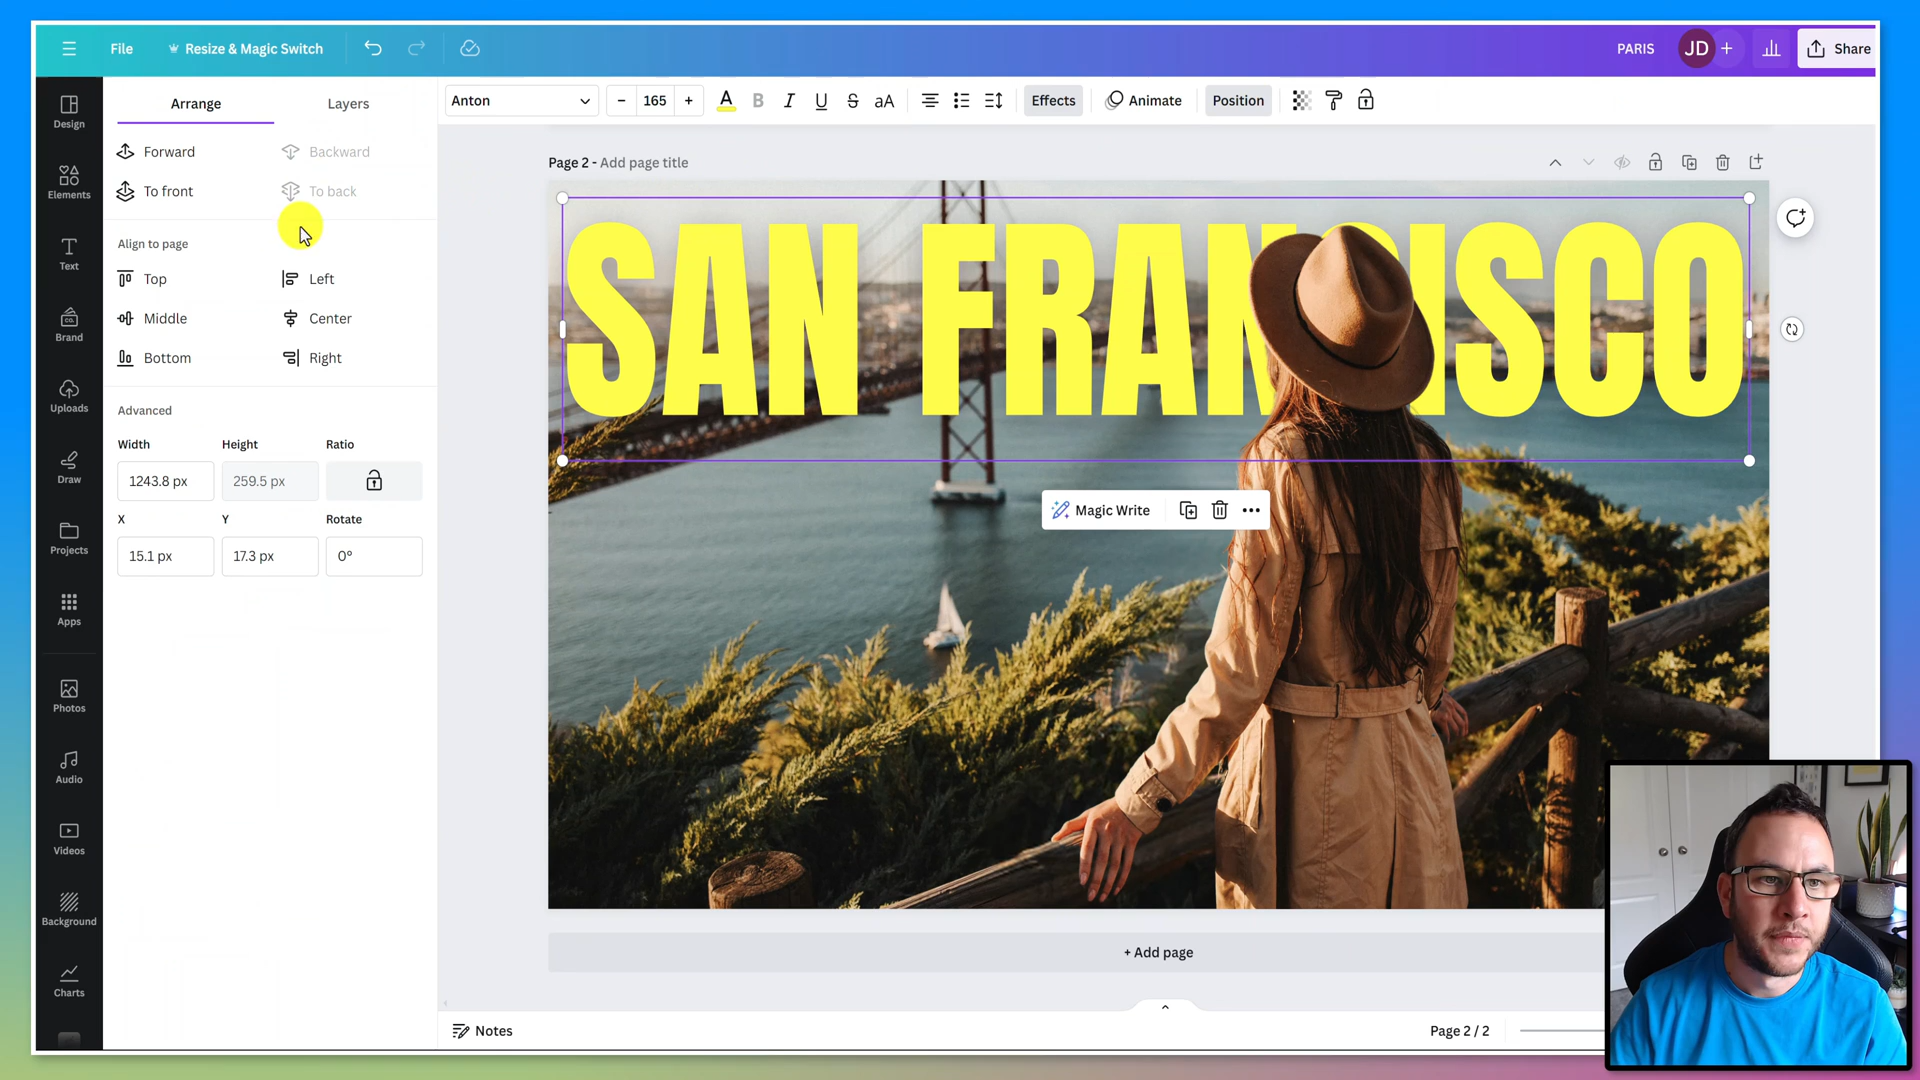 File
Resize & Magic Switch
PARIS
JD
Share
Design
Elements
Text
Brand
Uploads
Draw
Projects
Apps
Photos
Audio
Videos
Background
Charts
Arrange
Layers
Forward
Backward
To front
To back
Align to page
Top
Left
Middle
Center
Bottom
Right
Advanced
Width
Height
Ratio
1243.8 px
259.5 px
X
Y
Rotate
15.1 px
17.3 px
0°
Anton
165
A
B
I
U
S
aA
Effects
Animate
Position
Page 2 - Add page title
SAN FRANCISCO
Magic Write
+ Add page
Notes
Page 2 / 2